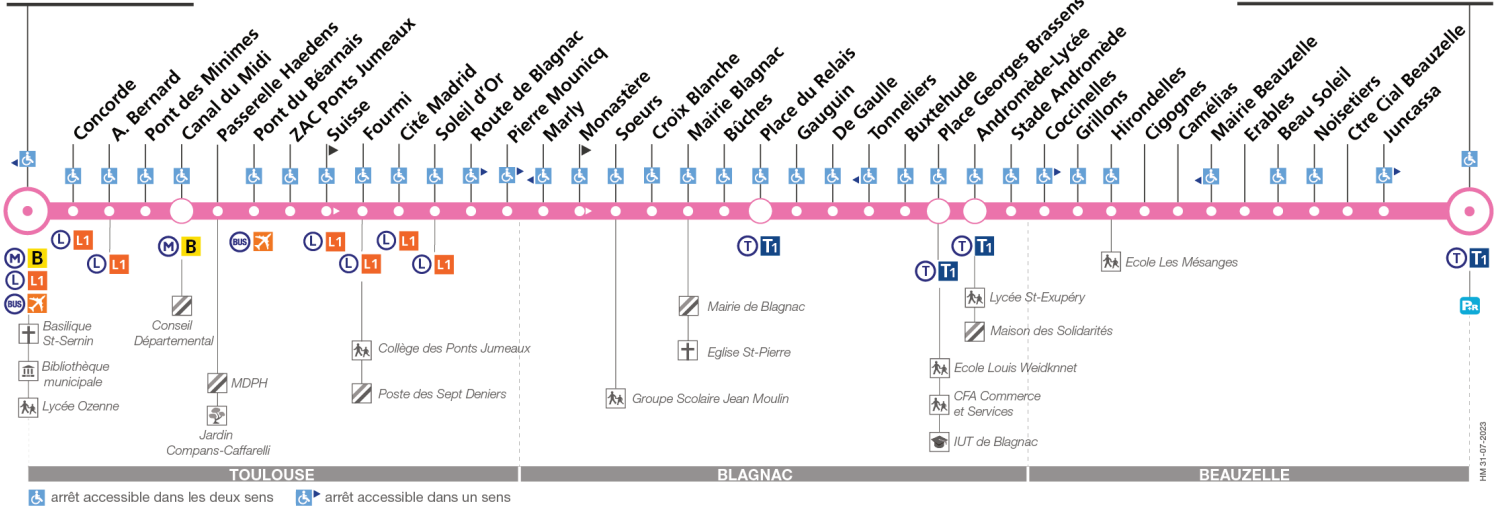 Concorde
A. Bernard
Pont des Minimes
Canal du Midi
Passerelle Haedens
Pont du Béarnais
ZAC Ponts Jumeaux
Suisse
Fourmi
Cité Madrid
Soleil d'Or
Route de Blagnac
Pierre Mounicq
Marly
Monastère
Soeurs
Croix Blanche
Mairie Blagnac
Bûches
Place du Relais
Gauguin
De Gaulle
Tonneliers
Buxtehude
Place Georges Brassens
Andromède-Lycée
Stade Andromède
Coccinelles
Grillons
Hirondelles
Cigognes
Camélias
Mairie Beauzelle
Erables
Beau Soleil
Noisetiers
Ctre Cial Beauzelle
Juncassa
M B
L L1
BUS
L L1
L L1
M B
BUS
L L1
L L1
L L1
L L1
T T1
T T1
T T1
T T1
P+R
Basilique
St-Sernin
Bibliothèque
municipale
Lycée Ozenne
Conseil
Départemental
MDPH
Jardin
Compans-Caffarelli
Collège des Ponts Jumeaux
Poste des Sept Deniers
Groupe Scolaire Jean Moulin
Mairie de Blagnac
Eglise St-Pierre
Ecole Louis Weidknnet
CFA Commerce
et Services
IUT de Blagnac
Lycée St-Exupéry
Maison des Solidarités
Ecole Les Mésanges
TOULOUSE
BLAGNAC
BEAUZELLE
HM 31-07-2023
arrêt accessible dans les deux sens
arrêt accessible dans un sens